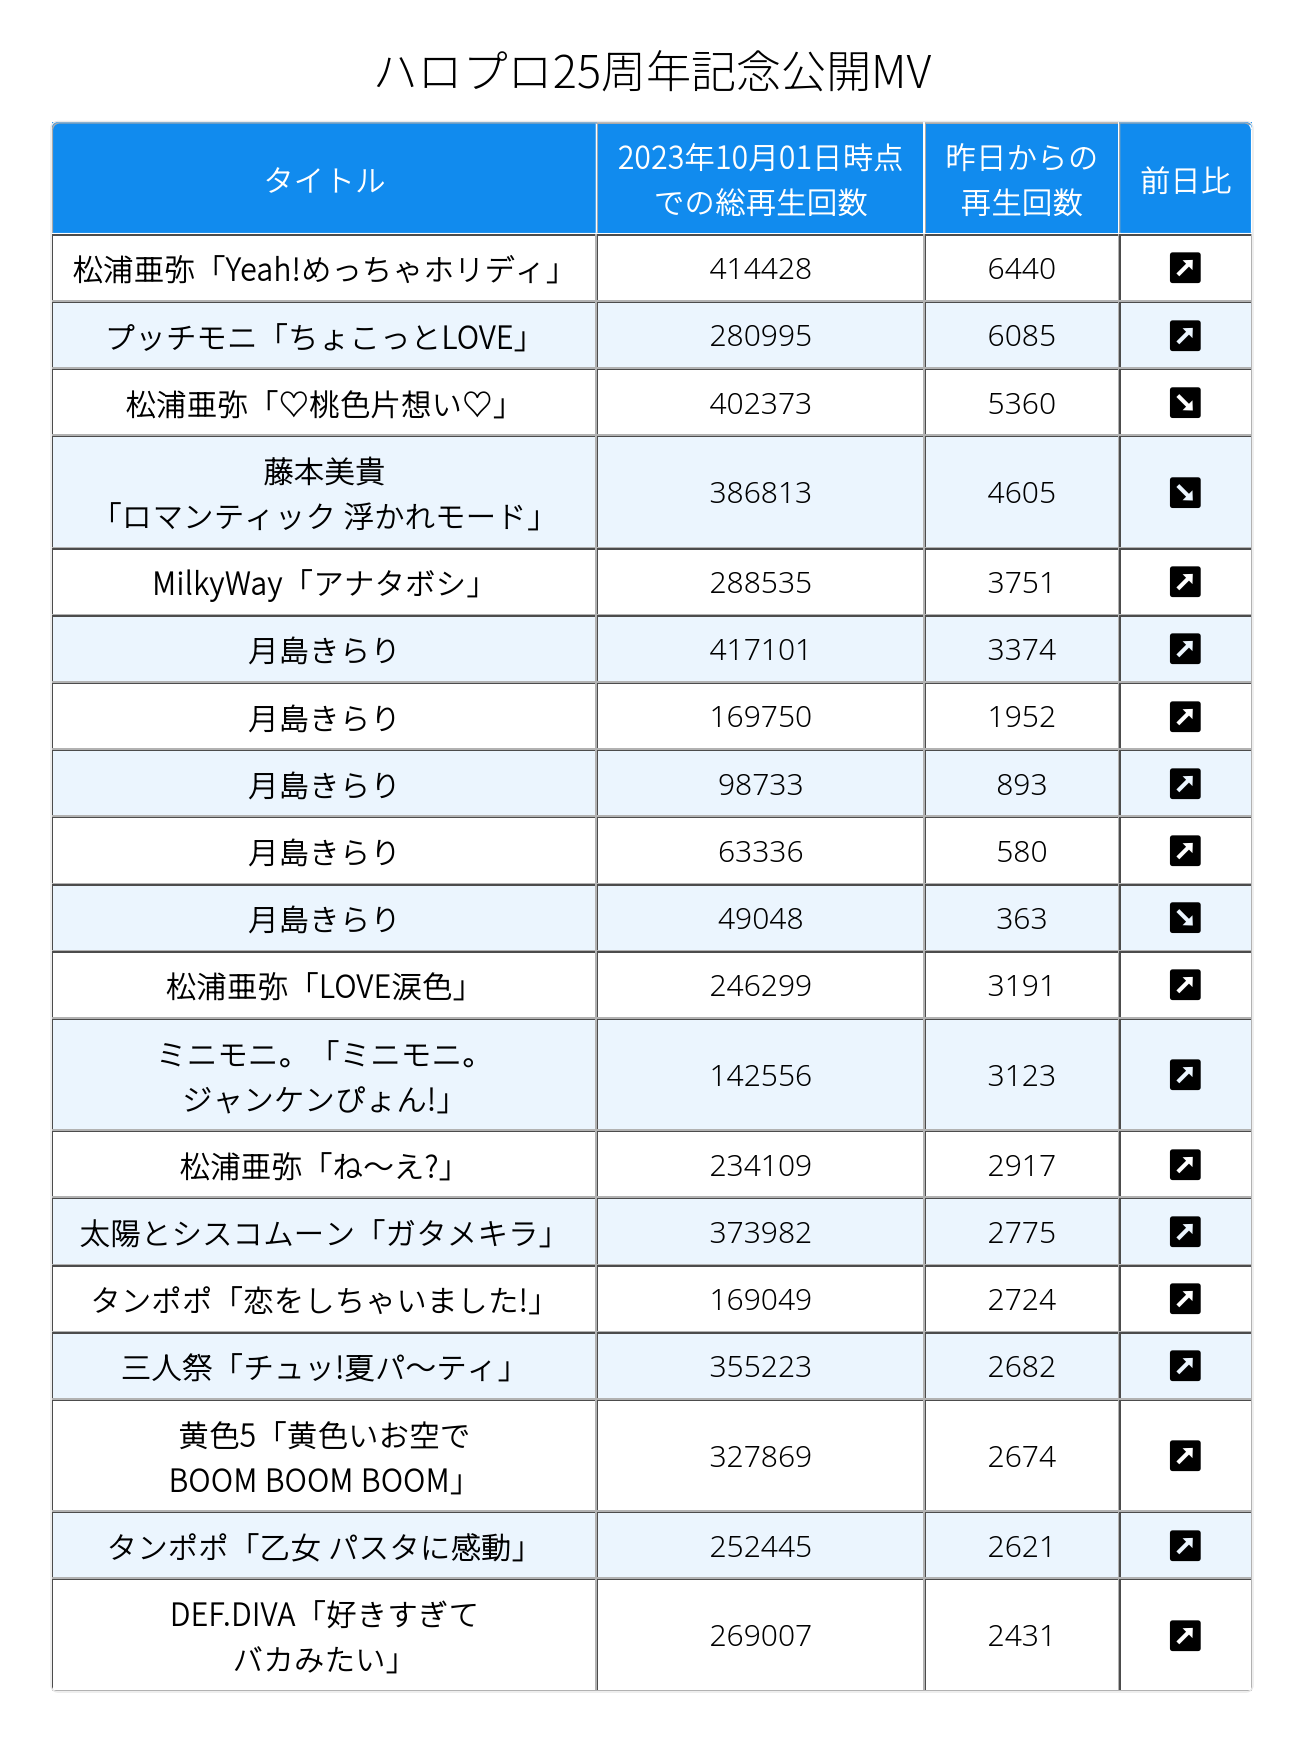 ハロプロ25周年記念公開MV
タイトル 2023年10月01日時点 昨日からの 前日比
での総再生回数 再生回数
松浦亜弥「Yeah!めっちゃホリディ」 414428 6440 ↗
プッチモニ「ちょこっとLOVE」 280995 6085 ↗
松浦亜弥「♡桃色片想い♡」 402373 5360 ↘
藤本美貴
「ロマンティック 浮かれモード」 386813 4605 ↘
MilkyWay「アナタボシ」 288535 3751 ↗
月島きらり 417101 3374 ↗
月島きらり 169750 1952 ↗
月島きらり 98733 893 ↗
月島きらり 63336 580 ↗
月島きらり 49048 363 ↘
松浦亜弥「LOVE涙色」 246299 3191 ↗
ミニモニ。「ミニモニ。
ジャンケンぴょん!」 142556 3123 ↗
松浦亜弥「ね〜え?」 234109 2917 ↗
太陽とシスコムーン「ガタメキラ」 373982 2775 ↗
タンポポ「恋をしちゃいました!」 169049 2724 ↗
三人祭「チュッ!夏パ〜ティ」 355223 2682 ↗
黄色5「黄色いお空で
BOOM BOOM BOOM」 327869 2674 ↗
タンポポ「乙女 パスタに感動」 252445 2621 ↗
DEF.DIVA「好きすぎて
バカみたい」 269007 2431 ↗